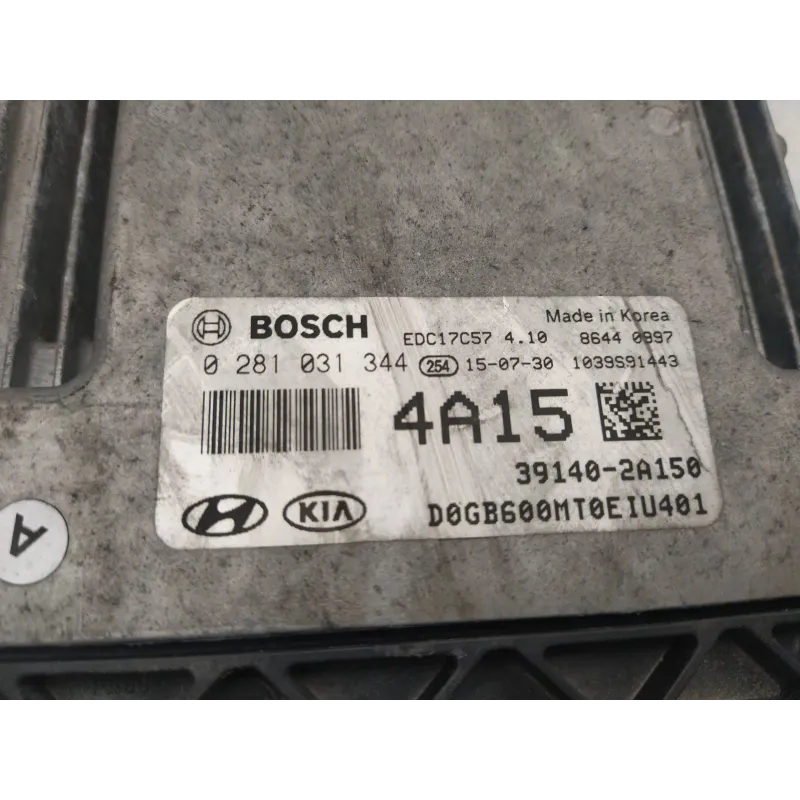 BOSCH EDC17C57 4.10 Made in Korea 8644 0997
0 281 031 344 254 15-07-30 1039S91443
4A15
39140-2A150
KIA D0GB600MT0EIU401
A